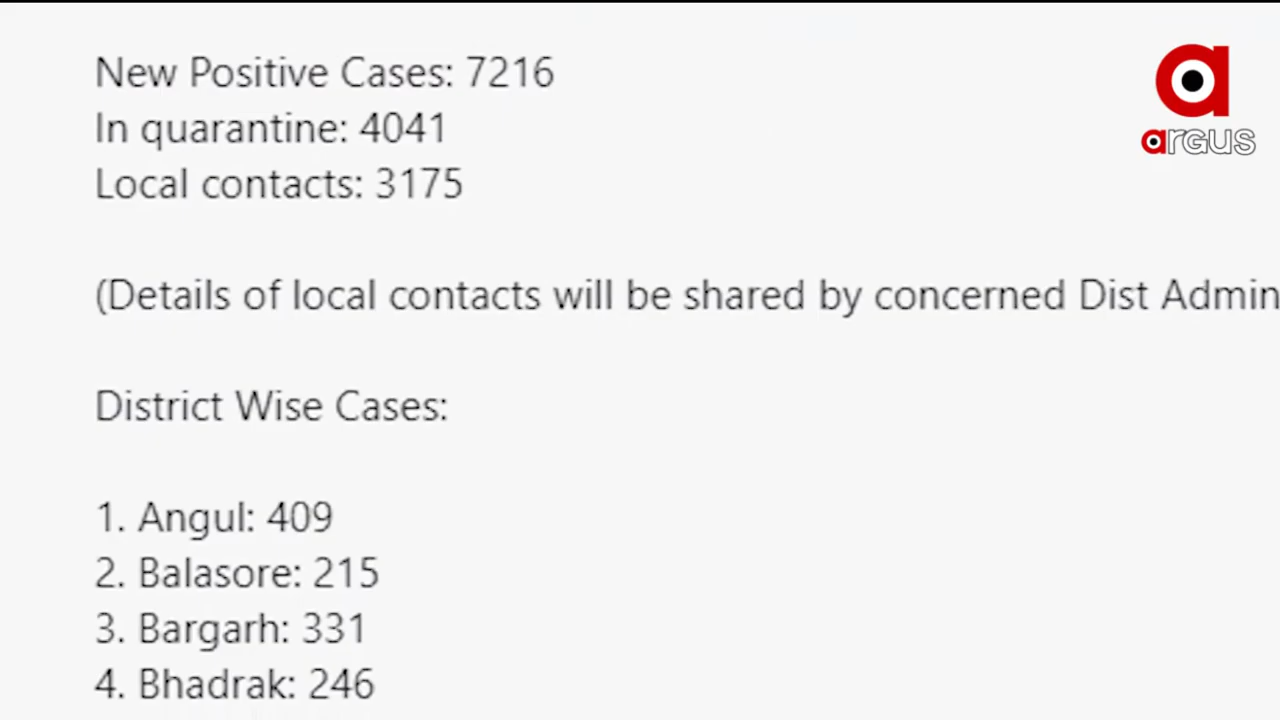 New Positive Cases: 7216
In quarantine: 4041
Local contacts: 3175
(Details of local contacts will be shared by concerned Dist Admin
District Wise Cases:
1. Angul: 409
2. Balasore: 215
3. Bargarh: 331
4. Bhadrak: 246
argus